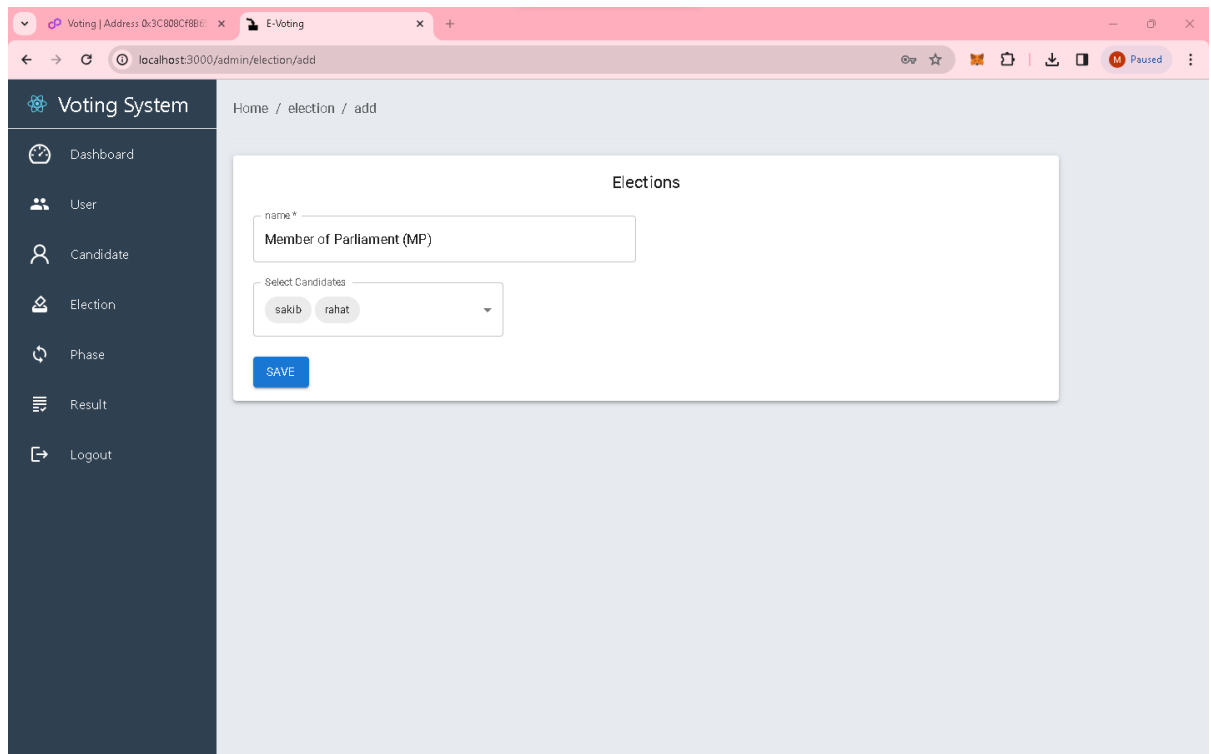 Voting | Address 0x3C808Cf8B6
E-Voting
localhost:3000/admin/election/add
M Paused
Voting System
Home / election / add
Dashboard
User
Candidate
Election
Phase
Result
Logout
Elections
name *
Member of Parliament (MP)
Select Candidates
sakib rahat
SAVE